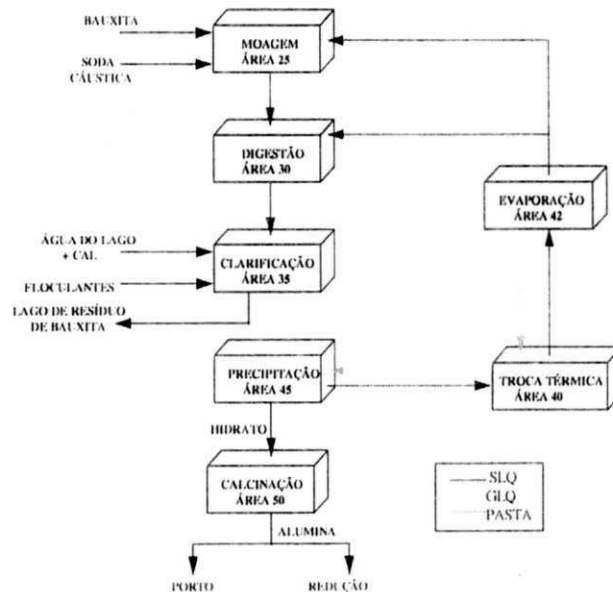 BAUXITA
MOAGEM
ÁREA 25
SODA
CÁUSTICA
DIGESTÃO
ÁREA 30
EVAPORAÇÃO
ÁREA 42
ÁGUA DO LAGO
+ CAL
CLARIFICAÇÃO
ÁREA 35
FLOCULANTES
LAGO DE RESÍDUO
DE BAUXITA
PRECIPITAÇÃO
ÁREA 45
TROCA TÉRMICA
ÁREA 40
HIDRATO
CALCINAÇÃO
ÁREA 50
SLQ
GLQ
PASTA
ALUMINA
PORTO
REDUÇÃO